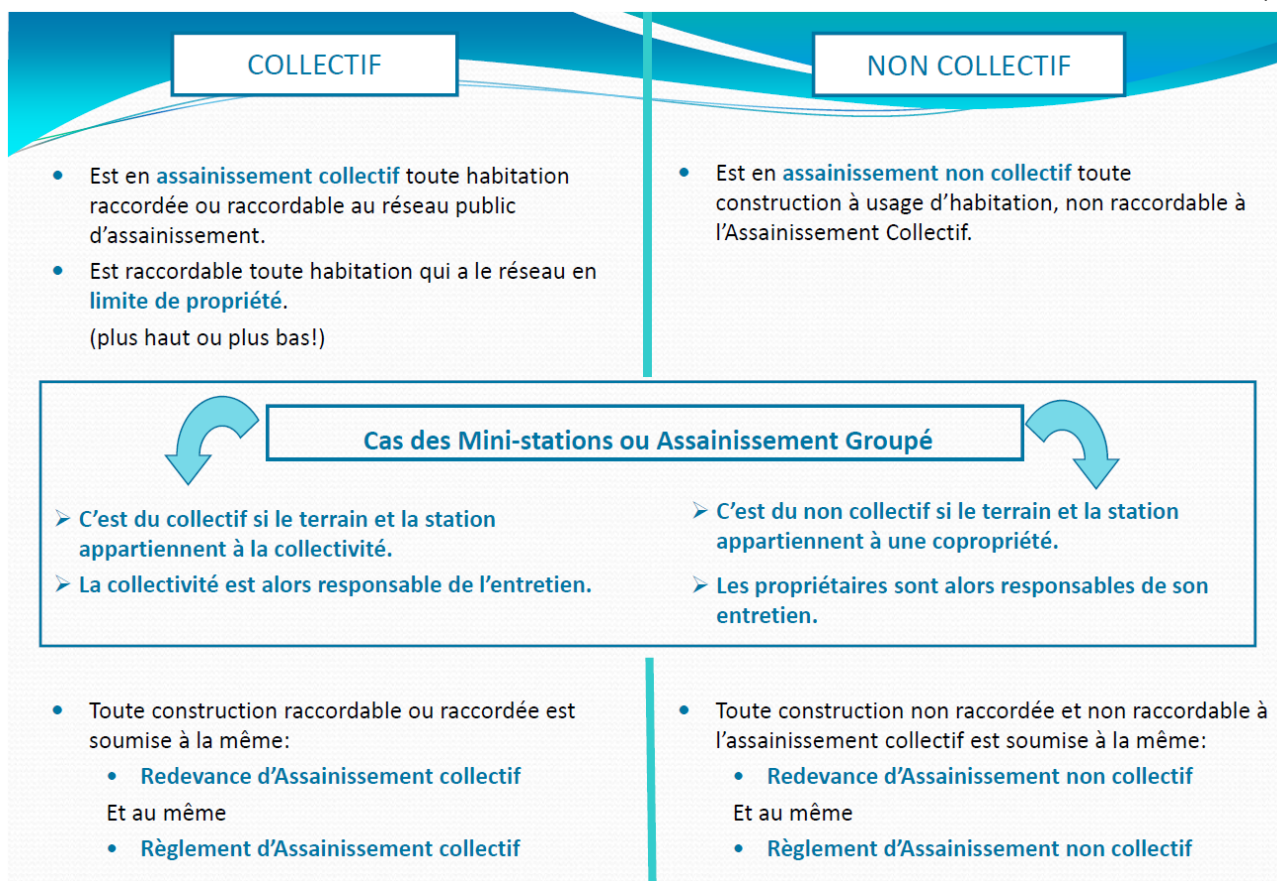 COLLECTIF
NON COLLECTIF
• Est en assainissement collectif toute habitation
raccordée ou raccordable au réseau public
d’assainissement.
• Est raccordable toute habitation qui a le réseau en
limite de propriété.
(plus haut ou plus bas!)
• Est en assainissement non collectif toute
construction à usage d’habitation, non raccordable à
l’Assainissement Collectif.
Cas des Mini-stations ou Assainissement Groupé
➢ C’est du collectif si le terrain et la station
appartiennent à la collectivité.
➢ La collectivité est alors responsable de l’entretien.
➢ C’est du non collectif si le terrain et la station
appartiennent à une copropriété.
➢ Les propriétaires sont alors responsables de son
entretien.
• Toute construction raccordable ou raccordée est
soumise à la même:
• Redevance d’Assainissement collectif
Et au même
• Règlement d’Assainissement collectif
• Toute construction non raccordée et non raccordable à
l’assainissement collectif est soumise à la même:
• Redevance d’Assainissement non collectif
Et au même
• Règlement d’Assainissement non collectif